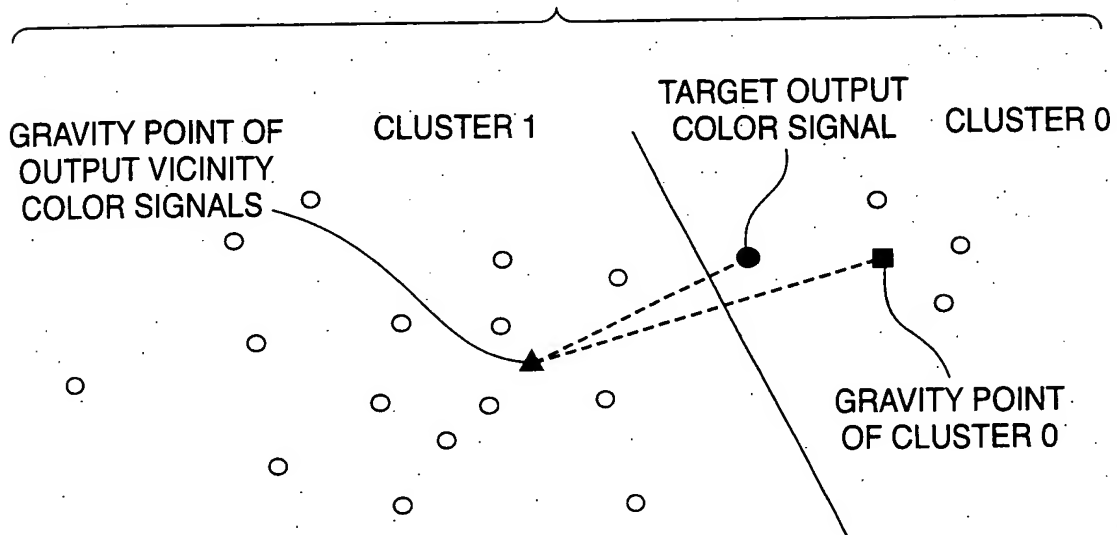 GRAVITY POINT OF
OUTPUT VICINITY
COLOR SIGNALS
CLUSTER 1
TARGET OUTPUT
COLOR SIGNAL
CLUSTER 0
GRAVITY POINT
OF CLUSTER 0